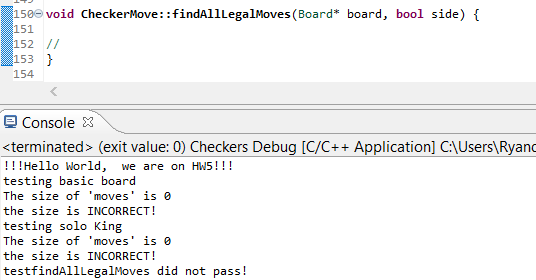 150 void CheckerMove::findAllLegalMoves(Board* board, bool side) {
151
152 //
153 }
154
Console
<terminated> (exit value: 0) Checkers Debug [C/C++ Application] C:\Users\Ryan
!!!Hello World,  we are on HW5!!!
testing basic board
The size of 'moves' is 0
the size is INCORRECT!
testing solo King
The size of 'moves' is 0
the size is INCORRECT!
testfindAllLegalMoves did not pass!